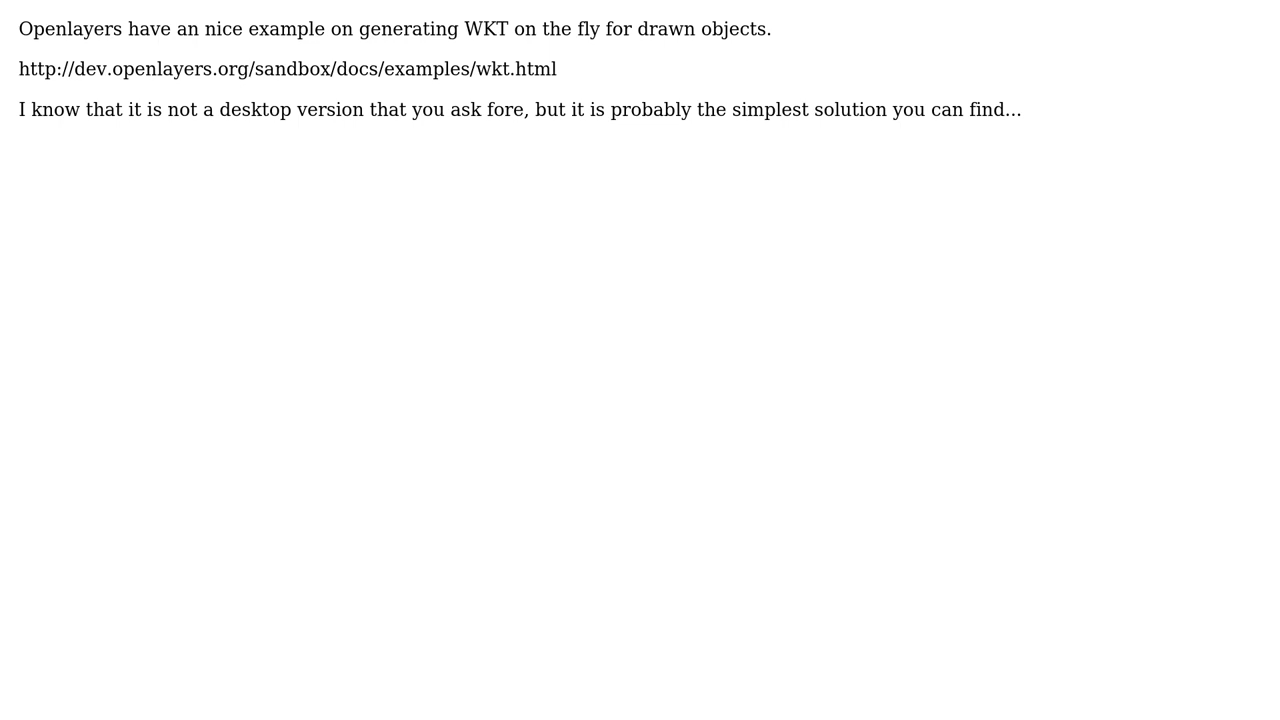 Openlayers have an nice example on generating WKT on the fly for drawn objects.
http://dev.openlayers.org/sandbox/docs/examples/wkt.html
I know that it is not a desktop version that you ask fore, but it is probably the simplest solution you can find...